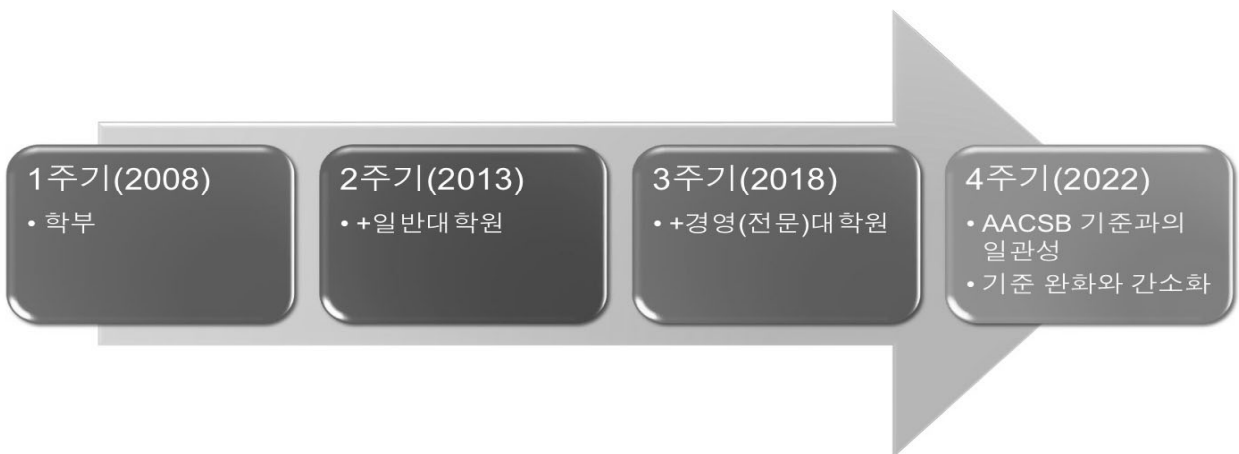 1주기(2008)
• 학부
2주기(2013)
• +일반대학원
3주기(2018)
• +경영(전문)대학원
4주기(2022)
• AACSB 기준과의
일관성
• 기준 완화와 간소화